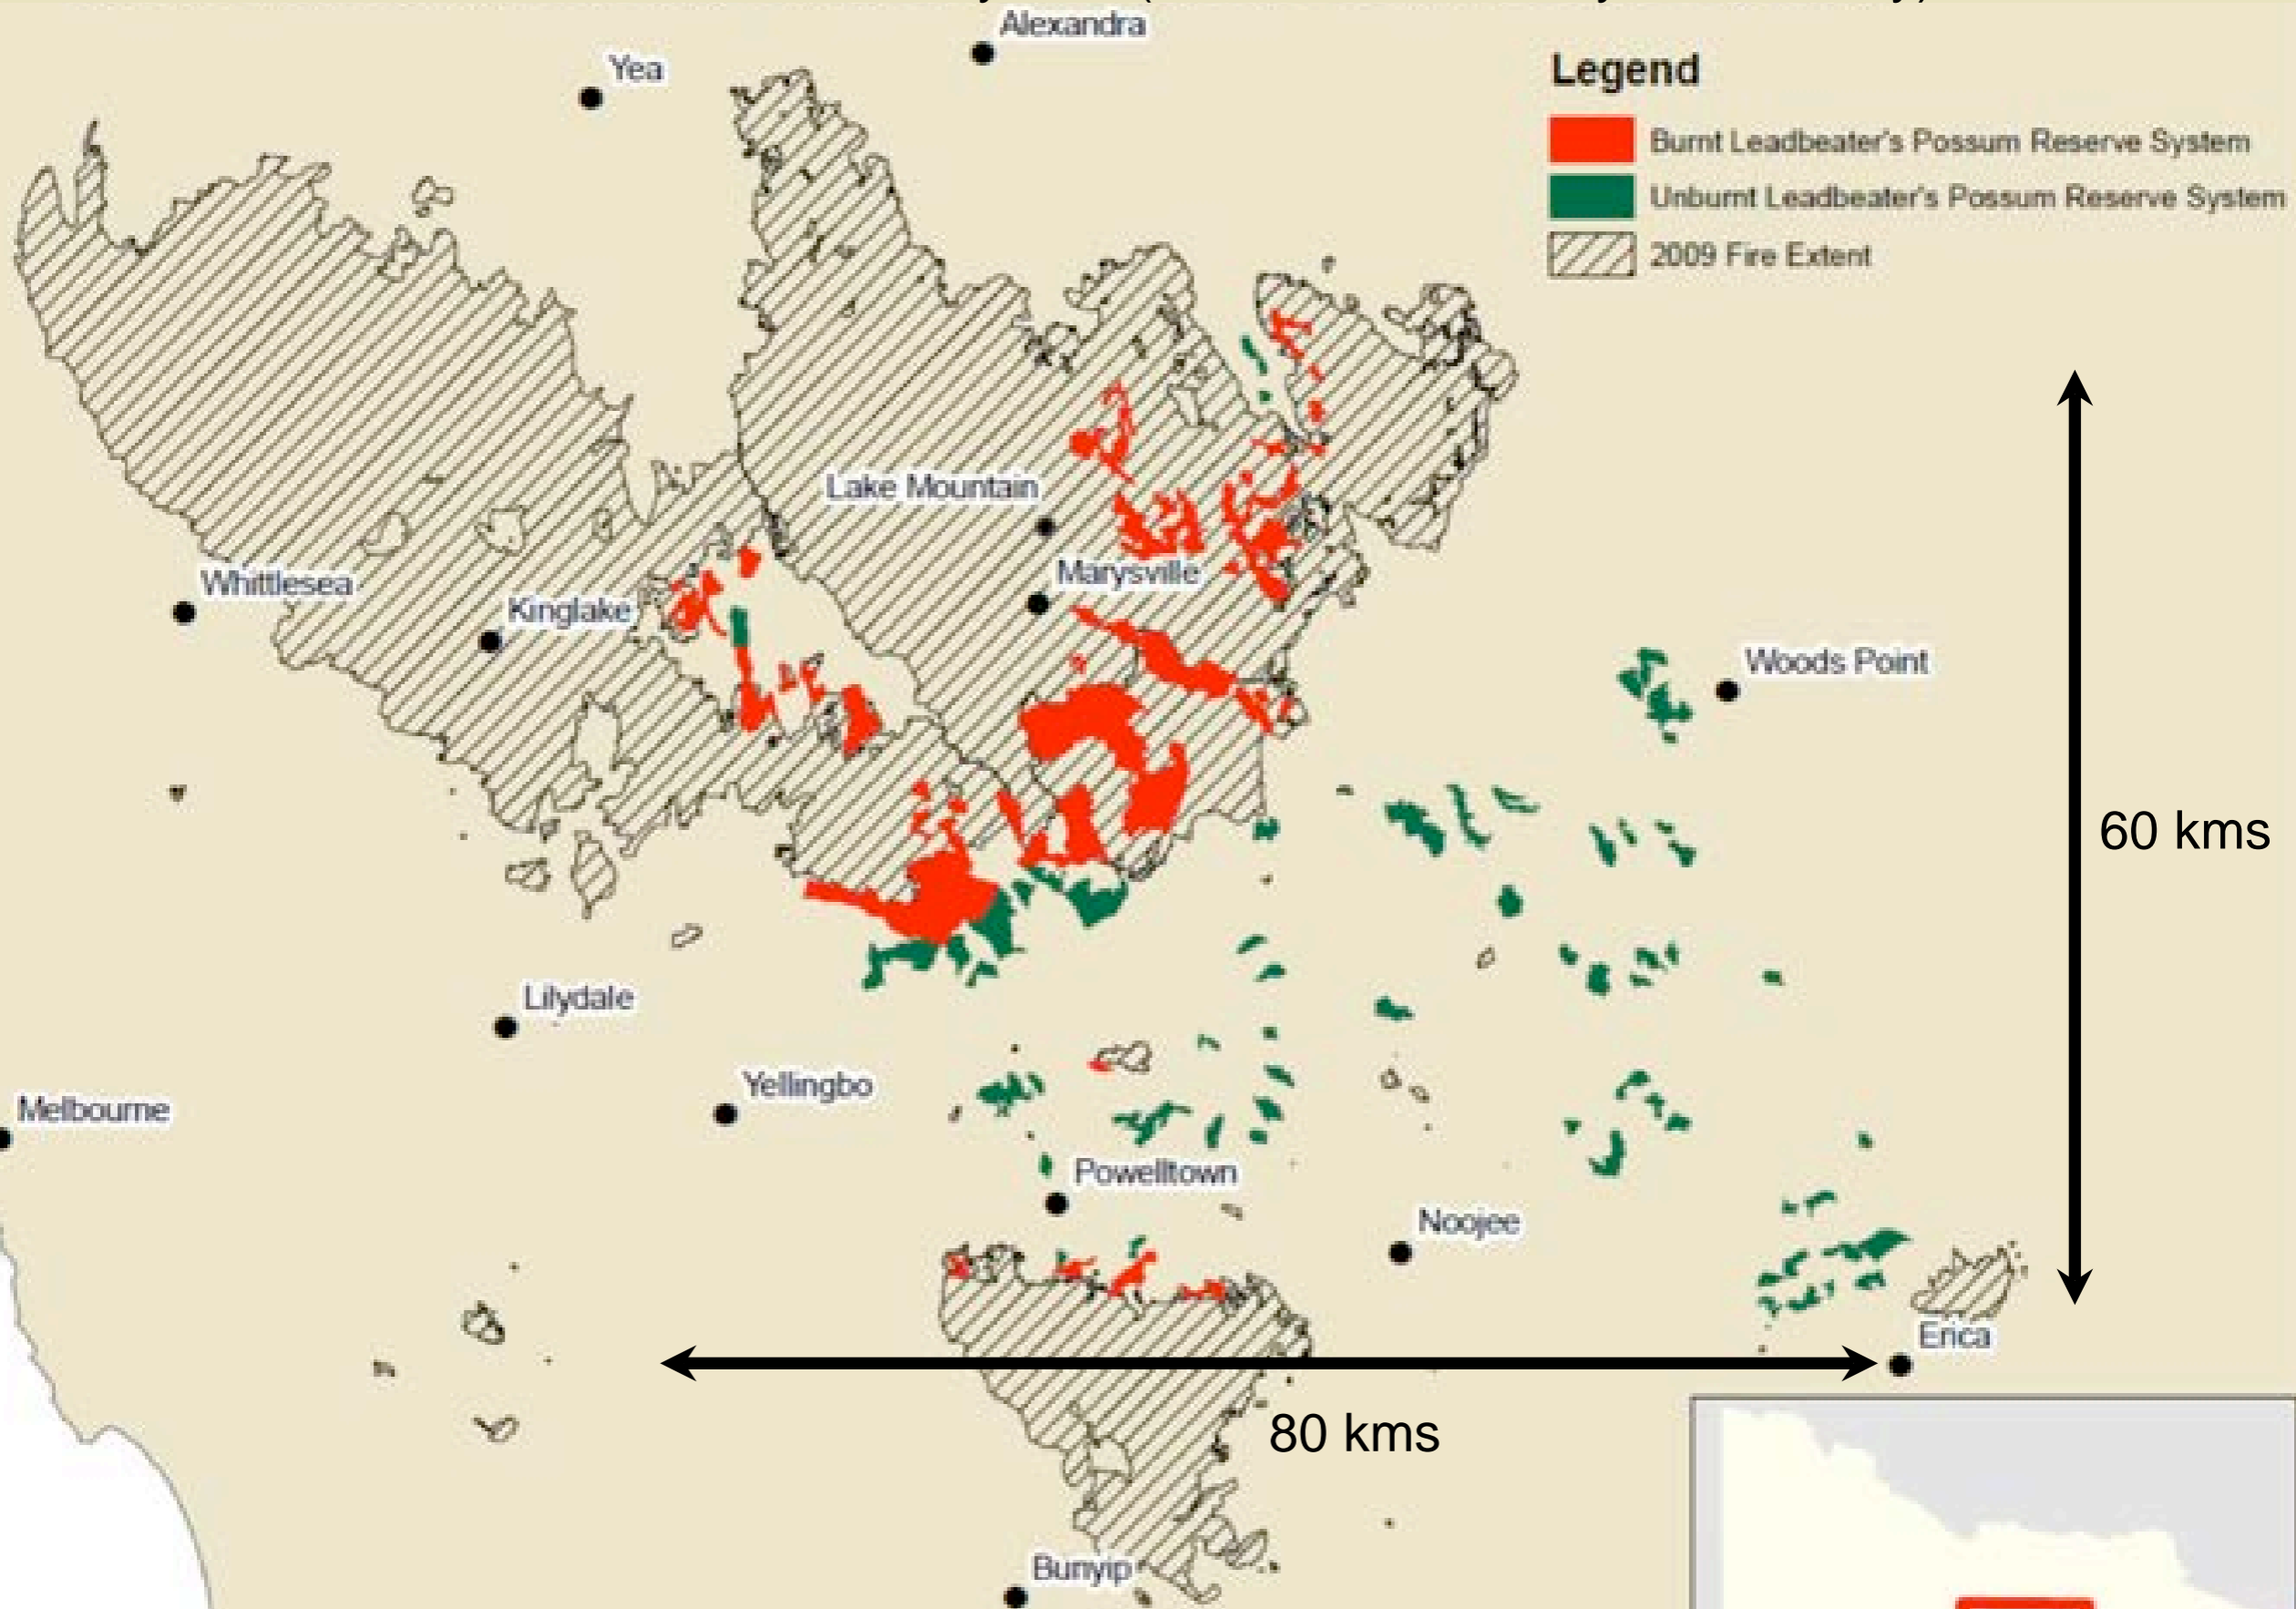 Alexandra
Yea
Legend
Burnt Leadbeater's Possum Reserve System
Unburnt Leadbeater's Possum Reserve System
2009 Fire Extent
Lake Mountain
Marysville
Whittlesea
Kinglake
Woods Point
60 kms
Lilydale
Yellingbo
Melbourne
Powelltown
Noojee
Erica
80 kms
Bunyip